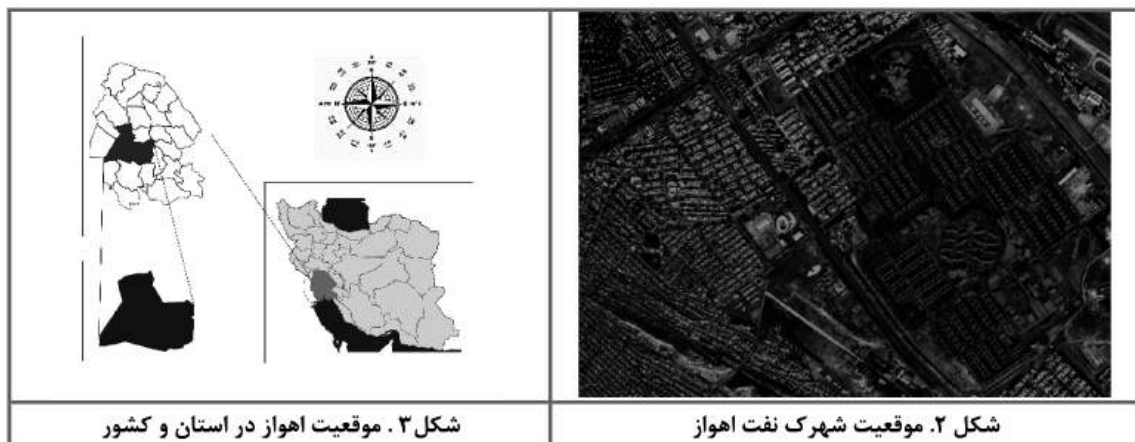 شکل ۲. موقعیت شهرک نفت اهواز
شکل۳ . موقعیت اهواز در استان و کشور